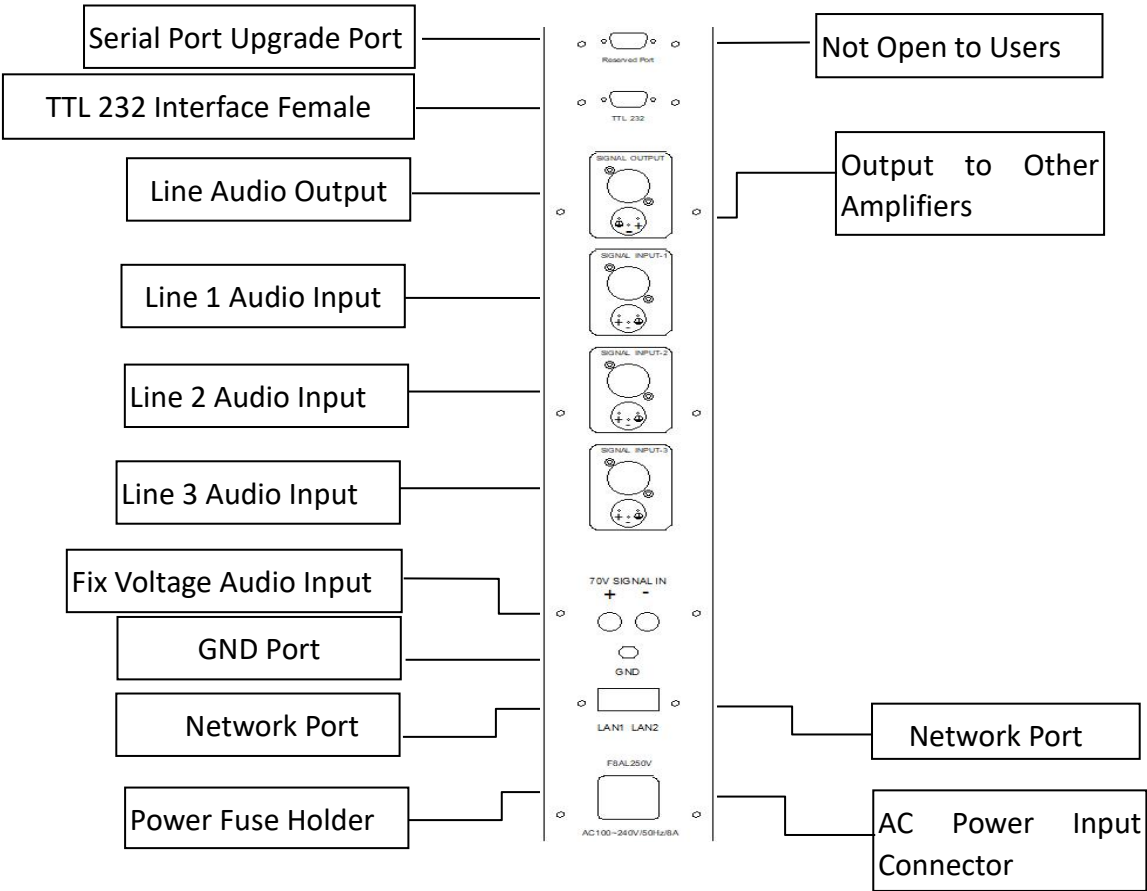 Serial Port Upgrade Port
Not Open to Users
Reserved Port
TTL 232 Interface Female
TTL 232
Line Audio Output
SIGNAL OUTPUT
Output to Other
Amplifiers
+
-
Line 1 Audio Input
SIGNAL INPUT-1
+
-
Line 2 Audio Input
SIGNAL INPUT-2
+
-
Line 3 Audio Input
SIGNAL INPUT-3
+
-
Fix Voltage Audio Input
70V SIGNAL IN
+ -
GND Port
GND
Network Port
LAN1 LAN2
Network Port
F8AL250V
Power Fuse Holder
AC100~240V/50Hz/8A
AC Power Input
Connector